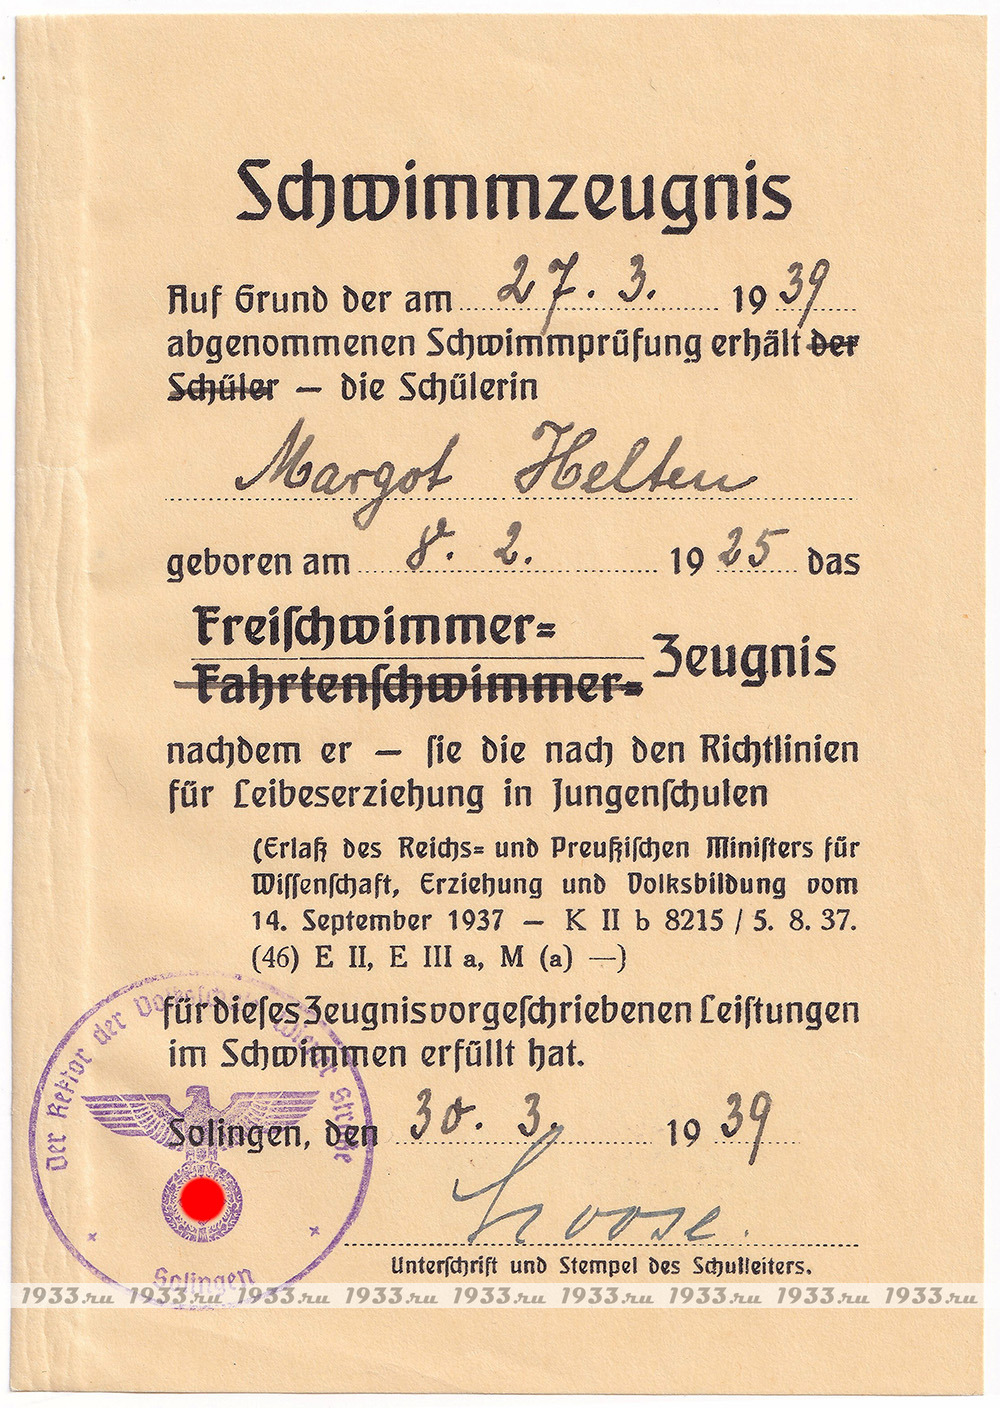 Schwimmzeugnis
Auf Grund der am 27. 3. 1939
abgenommenen Schwimmprüfung erhält der
Schüler — die Schülerin
Margot Helten
geboren am 8. 2. 1925 das
Freischwimmer=
Fahrtenschwimmer=
Zeugnis
nachdem er — sie die nach den Richtlinien
für Leibeserziehung in Jungenschulen
(Erlaß des Reichs= und Preußischen Ministers für
Wissenschaft, Erziehung und Volksbildung vom
14. September 1937 — K II b 8215 / 5. 8. 37.
(46) E II, E III a, M (a) —)
für dieses Zeugnis vorgeschriebenen Leistungen
im Schwimmen erfüllt hat.
Solingen, den 30. 3. 1939
Unterschrift und Stempel des Schulleiters.
Der Rektor der Straße
Solingen
1933.ru 1933.ru 1933.ru 1933.ru 1933.ru 1933.ru 1933.ru 1933.ru 1933.ru